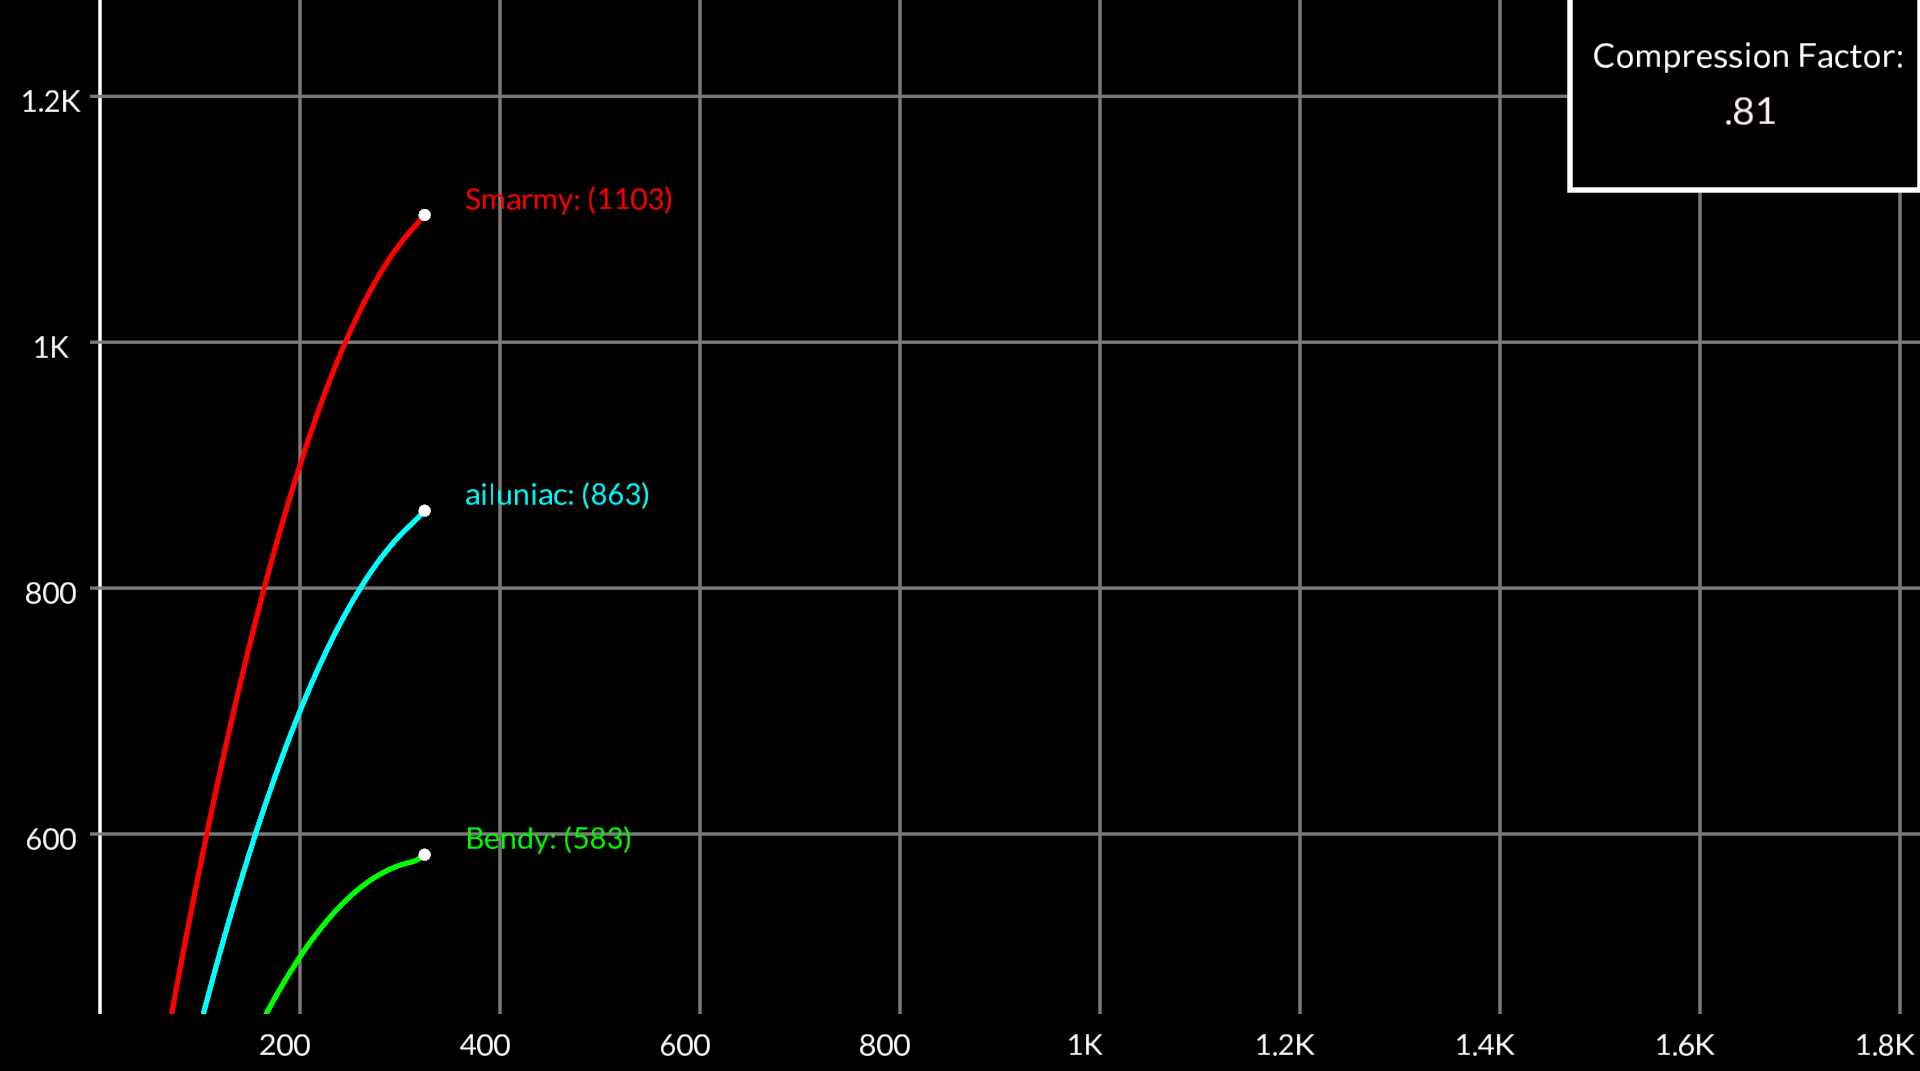 Compression Factor:
.81
1.2K
Smarmy: (1103)
1K
ailuniac: (863)
800
Bendy: (583)
600
200 400 600 800 1K 1.2K 1.4K 1.6K 1.8K